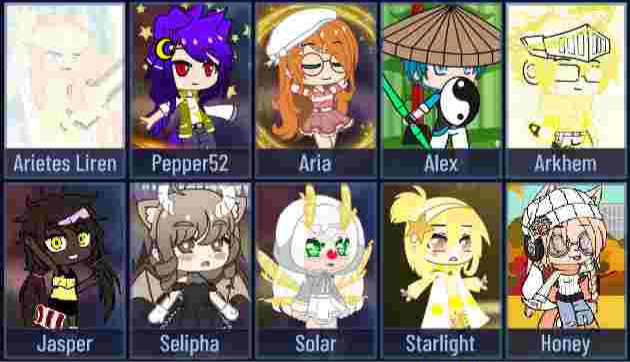 Arietes Liren
Pepper52
Aria
Alex
Arkhem
Jasper
Selipha
Solar
Starlight
Honey